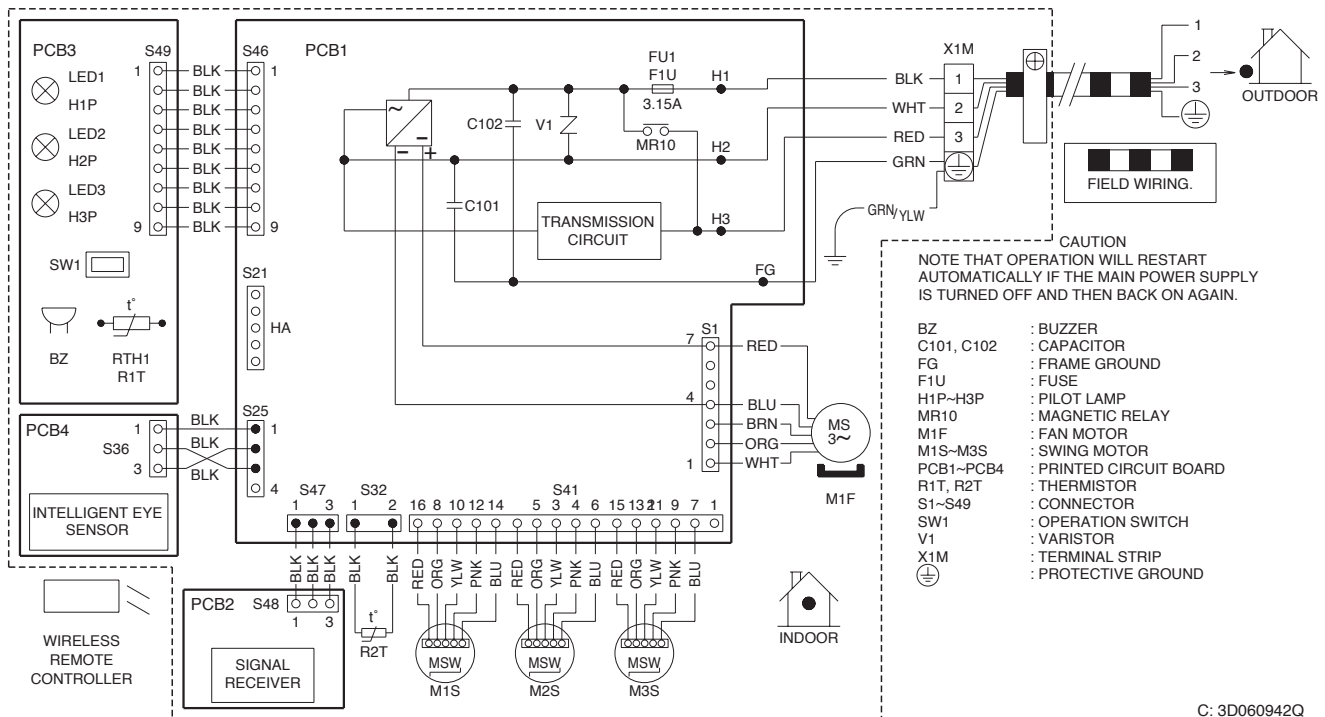 PCB3
LED1
H1P
LED2
H2P
LED3
H3P
SW1
BZ
t°
RTH1
R1T
S49
1
9
BLK
BLK
BLK
BLK
BLK
BLK
BLK
BLK
BLK
S46
1
9
PCB1
S21
HA
C102
V1
C101
FU1
F1U
3.15A
MR10
H1
H2
H3
FG
TRANSMISSION
CIRCUIT
X1M
BLK 1
WHT 2
RED 3
GRN
GRN/YLW
1
2
3
OUTDOOR
FIELD WIRING.
CAUTION
NOTE THAT OPERATION WILL RESTART
AUTOMATICALLY IF THE MAIN POWER SUPPLY
IS TURNED OFF AND THEN BACK ON AGAIN.
BZ : BUZZER
C101, C102 : CAPACITOR
FG : FRAME GROUND
F1U : FUSE
H1P~H3P : PILOT LAMP
MR10 : MAGNETIC RELAY
M1F : FAN MOTOR
M1S~M3S : SWING MOTOR
PCB1~PCB4 : PRINTED CIRCUIT BOARD
R1T, R2T : THERMISTOR
S1~S49 : CONNECTOR
SW1 : OPERATION SWITCH
V1 : VARISTOR
X1M : TERMINAL STRIP
: PROTECTIVE GROUND
S1
7
4
1
RED
BLU
BRN
ORG
WHT
MS
3~
M1F
PCB4
S36
1
3
BLK
BLK
BLK
S25
1
4
INTELLIGENT EYE
SENSOR
S47
1 3
S32
1 2
S41
16 8 10 12 14 5 3 4 6 15 13 11 9 7 1
BLK BLK BLK BLK BLK
RED ORG YLW PNK BLU
RED ORG YLW PNK BLU
RED ORG YLW PNK BLU
PCB2
S48
1 3
SIGNAL
RECEIVER
t°
R2T
MSW
M1S
MSW
M2S
MSW
M3S
INDOOR
WIRELESS
REMOTE
CONTROLLER
C: 3D060942Q